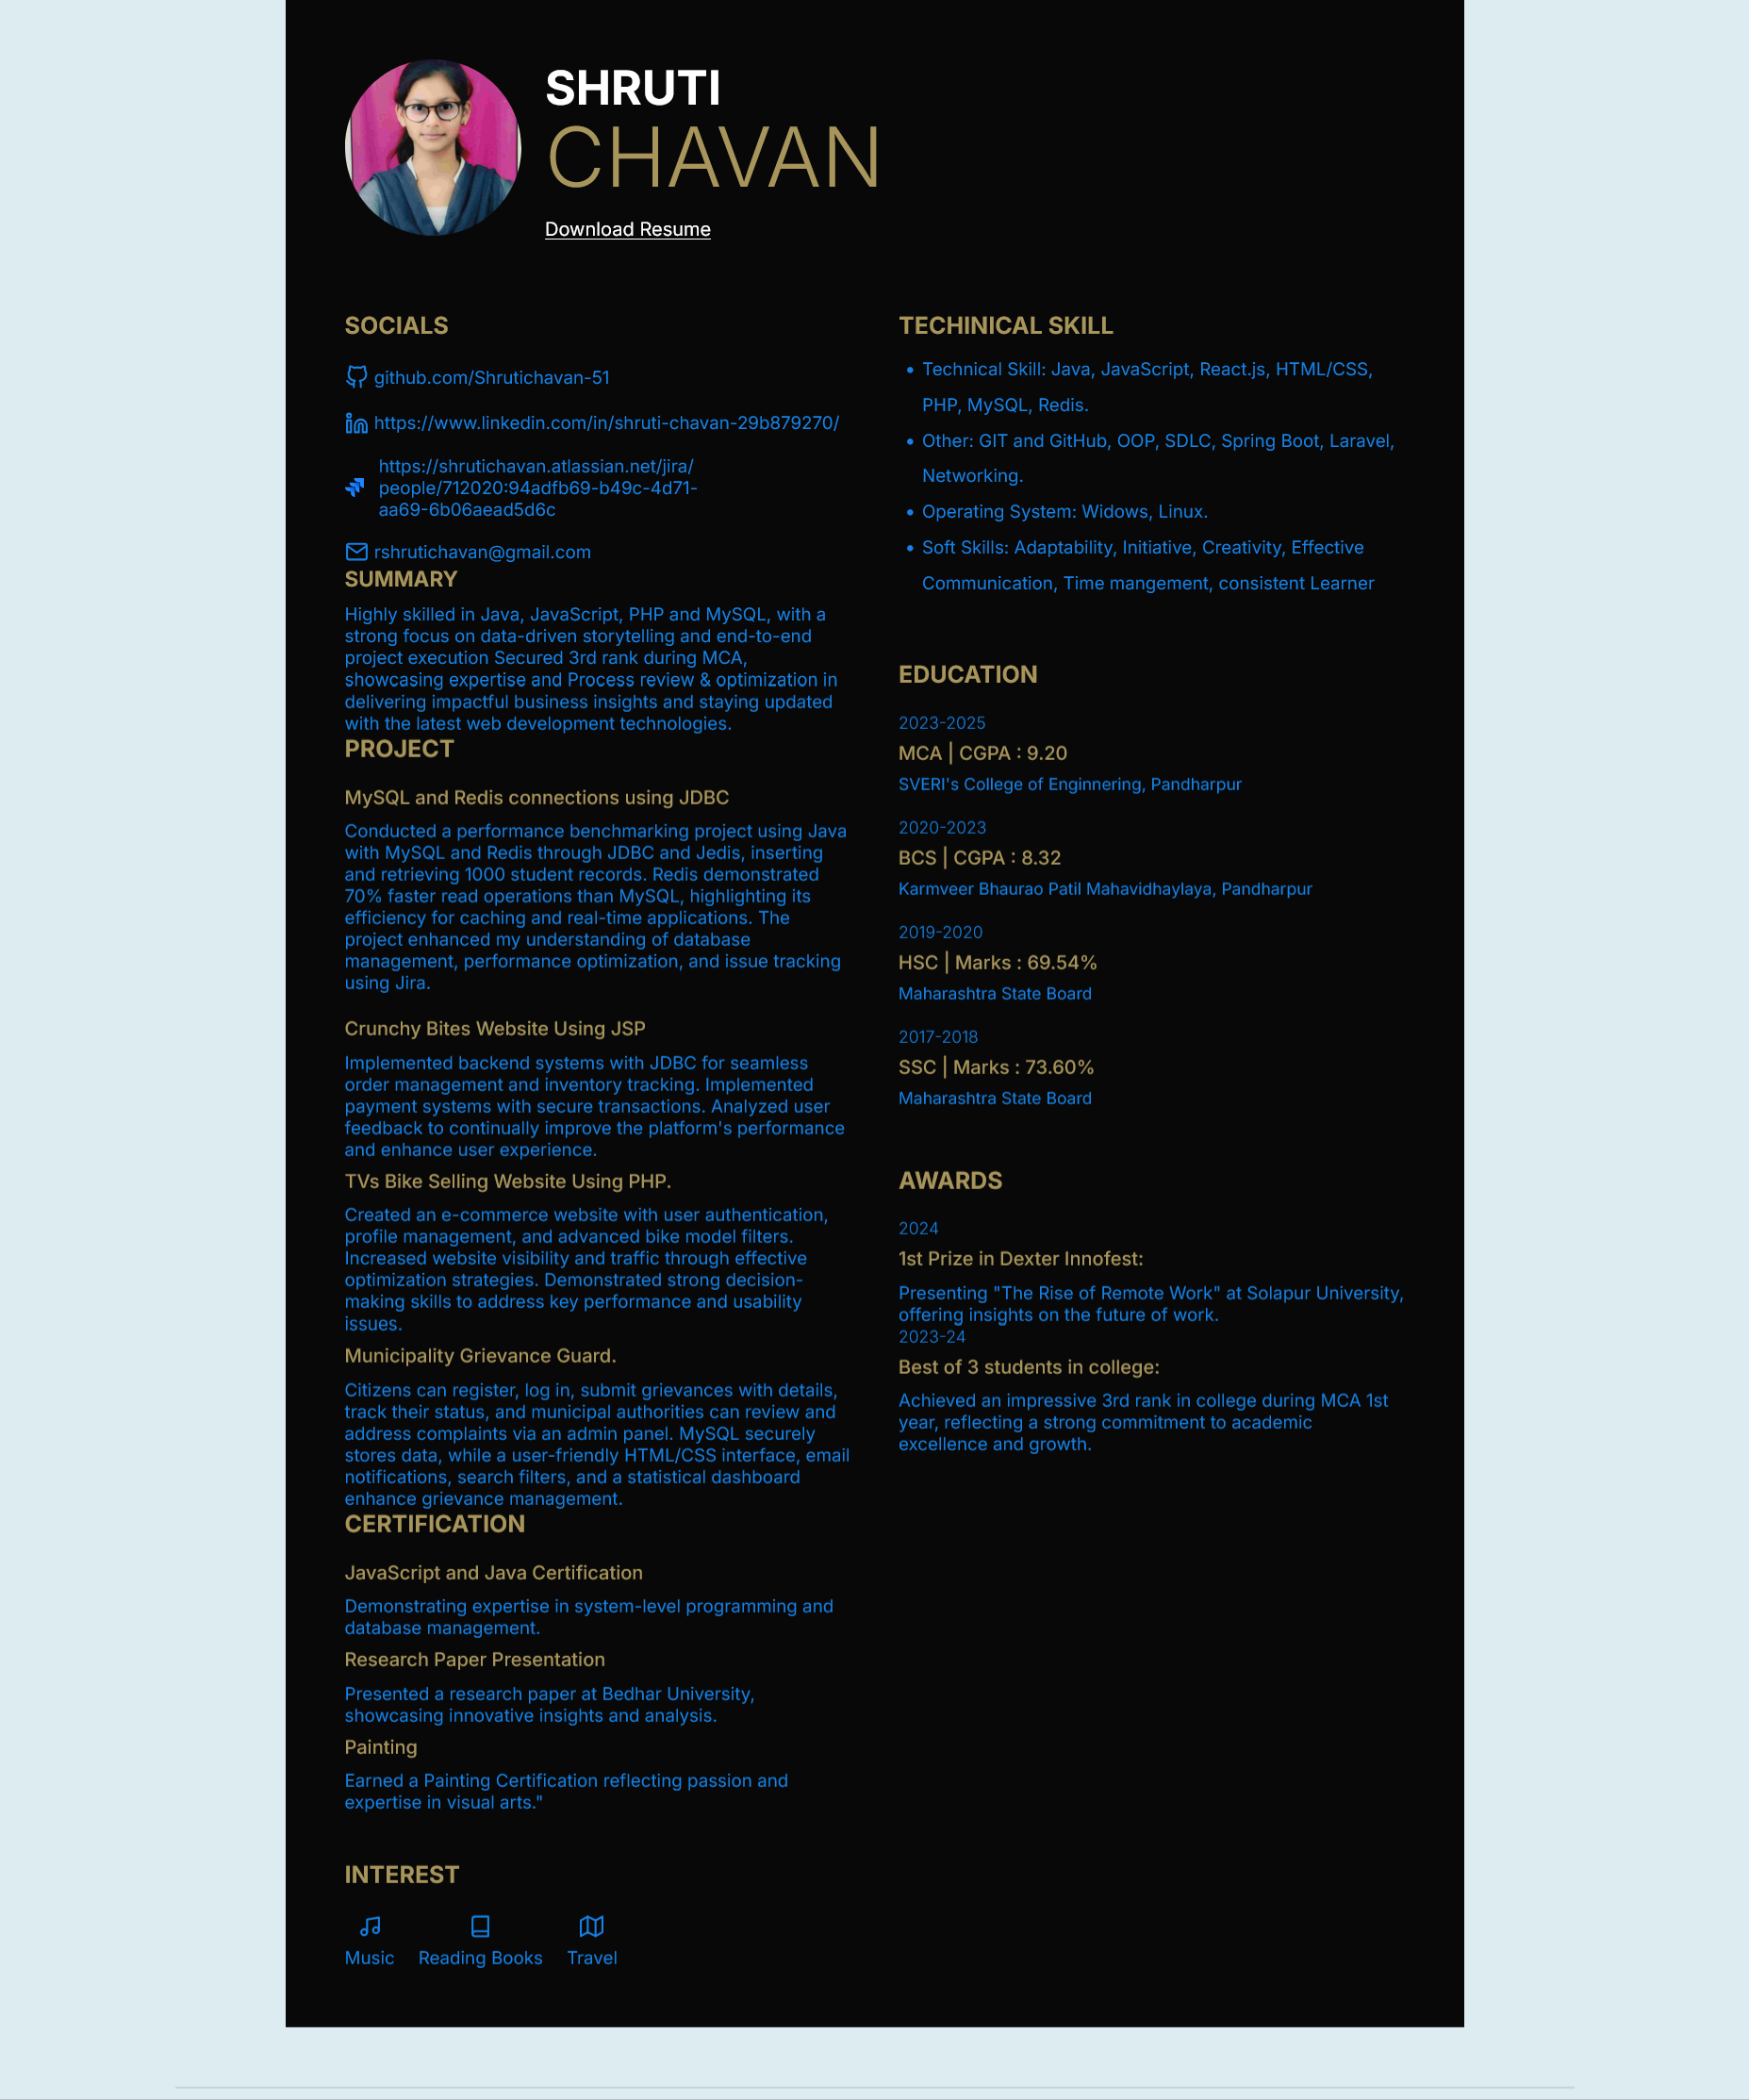 SHRUTI
CHAVAN
Download Resume
SOCIALS
github.com/Shrutichavan-51
https://www.linkedin.com/in/shruti-chavan-29b879270/
https://shrutichavan.atlassian.net/jira/
people/712020:94adfb69-b49c-4d71-
aa69-6b06aead5d6c
rshrutichavan@gmail.com
SUMMARY
Highly skilled in Java, JavaScript, PHP and MySQL, with a
strong focus on data-driven storytelling and end-to-end
project execution Secured 3rd rank during MCA,
showcasing expertise and Process review & optimization in
delivering impactful business insights and staying updated
with the latest web development technologies.
PROJECT
MySQL and Redis connections using JDBC
Conducted a performance benchmarking project using Java
with MySQL and Redis through JDBC and Jedis, inserting
and retrieving 1000 student records. Redis demonstrated
70% faster read operations than MySQL, highlighting its
efficiency for caching and real-time applications. The
project enhanced my understanding of database
management, performance optimization, and issue tracking
using Jira.
Crunchy Bites Website Using JSP
Implemented backend systems with JDBC for seamless
order management and inventory tracking. Implemented
payment systems with secure transactions. Analyzed user
feedback to continually improve the platform's performance
and enhance user experience.
TVs Bike Selling Website Using PHP.
Created an e-commerce website with user authentication,
profile management, and advanced bike model filters.
Increased website visibility and traffic through effective
optimization strategies. Demonstrated strong decision-
making skills to address key performance and usability
issues.
Municipality Grievance Guard.
Citizens can register, log in, submit grievances with details,
track their status, and municipal authorities can review and
address complaints via an admin panel. MySQL securely
stores data, while a user-friendly HTML/CSS interface, email
notifications, search filters, and a statistical dashboard
enhance grievance management.
CERTIFICATION
JavaScript and Java Certification
Demonstrating expertise in system-level programming and
database management.
Research Paper Presentation
Presented a research paper at Bedhar University,
showcasing innovative insights and analysis.
Painting
Earned a Painting Certification reflecting passion and
expertise in visual arts."
INTEREST
Music
Reading Books
Travel
TECHINICAL SKILL
• Technical Skill: Java, JavaScript, React.js, HTML/CSS,
PHP, MySQL, Redis.
• Other: GIT and GitHub, OOP, SDLC, Spring Boot, Laravel,
Networking.
• Operating System: Widows, Linux.
• Soft Skills: Adaptability, Initiative, Creativity, Effective
Communication, Time mangement, consistent Learner
EDUCATION
2023-2025
MCA | CGPA : 9.20
SVERI's College of Enginnering, Pandharpur
2020-2023
BCS | CGPA : 8.32
Karmveer Bhaurao Patil Mahavidhaylaya, Pandharpur
2019-2020
HSC | Marks : 69.54%
Maharashtra State Board
2017-2018
SSC | Marks : 73.60%
Maharashtra State Board
AWARDS
2024
1st Prize in Dexter Innofest:
Presenting "The Rise of Remote Work" at Solapur University,
offering insights on the future of work.
2023-24
Best of 3 students in college:
Achieved an impressive 3rd rank in college during MCA 1st
year, reflecting a strong commitment to academic
excellence and growth.